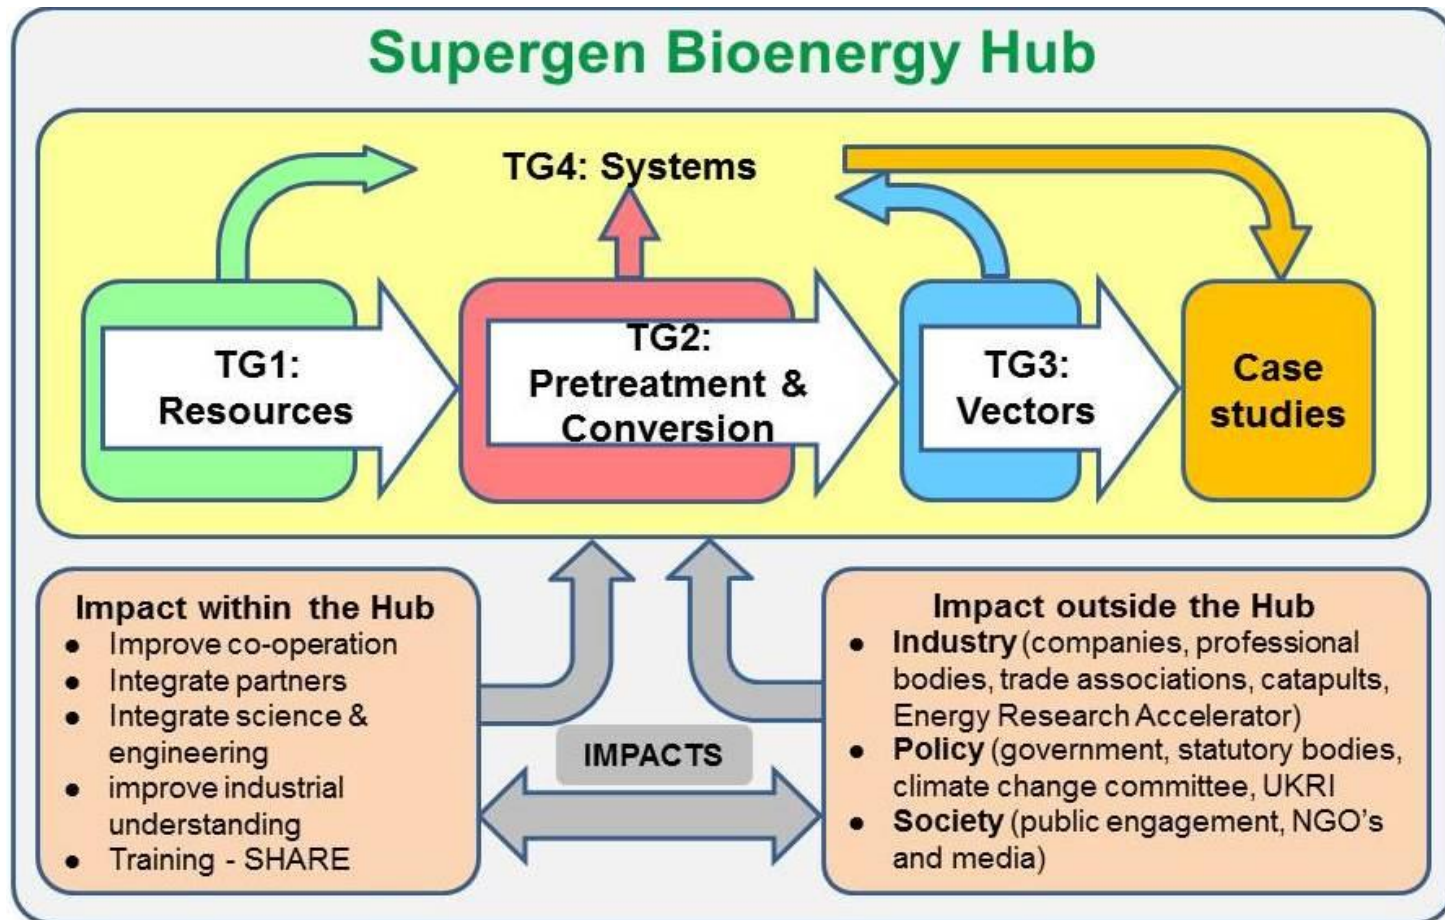 Supergen Bioenergy Hub
TG4: Systems
TG1:
Resources
TG2:
Pretreatment &
Conversion
TG3:
Vectors
Case
studies
Impact within the Hub
● Improve co-operation
● Integrate partners
● Integrate science &
engineering
● improve industrial
understanding
● Training - SHARE
IMPACTS
Impact outside the Hub
● Industry (companies, professional
bodies, trade associations, catapults,
Energy Research Accelerator)
● Policy (government, statutory bodies,
climate change committee, UKRI
● Society (public engagement, NGO's
and media)